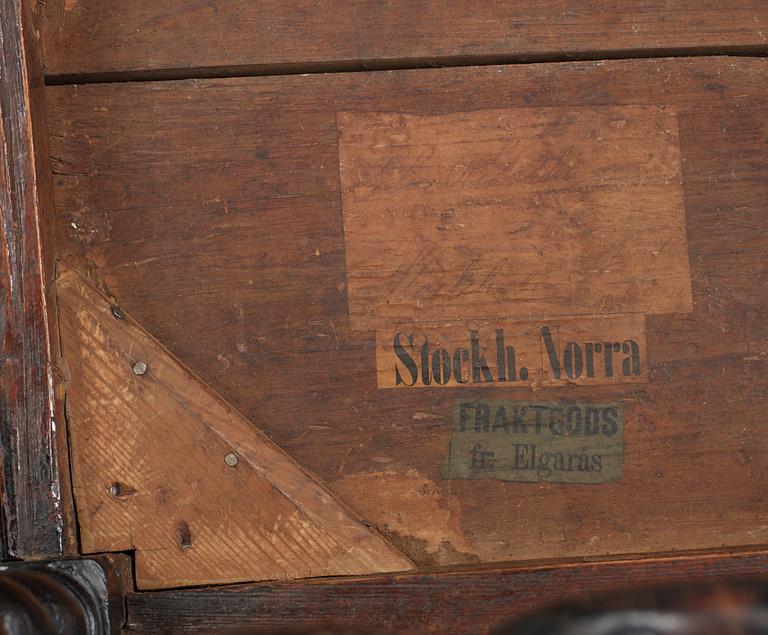 Stockh. Norra
FRAKTGODS
fr. Elgarås